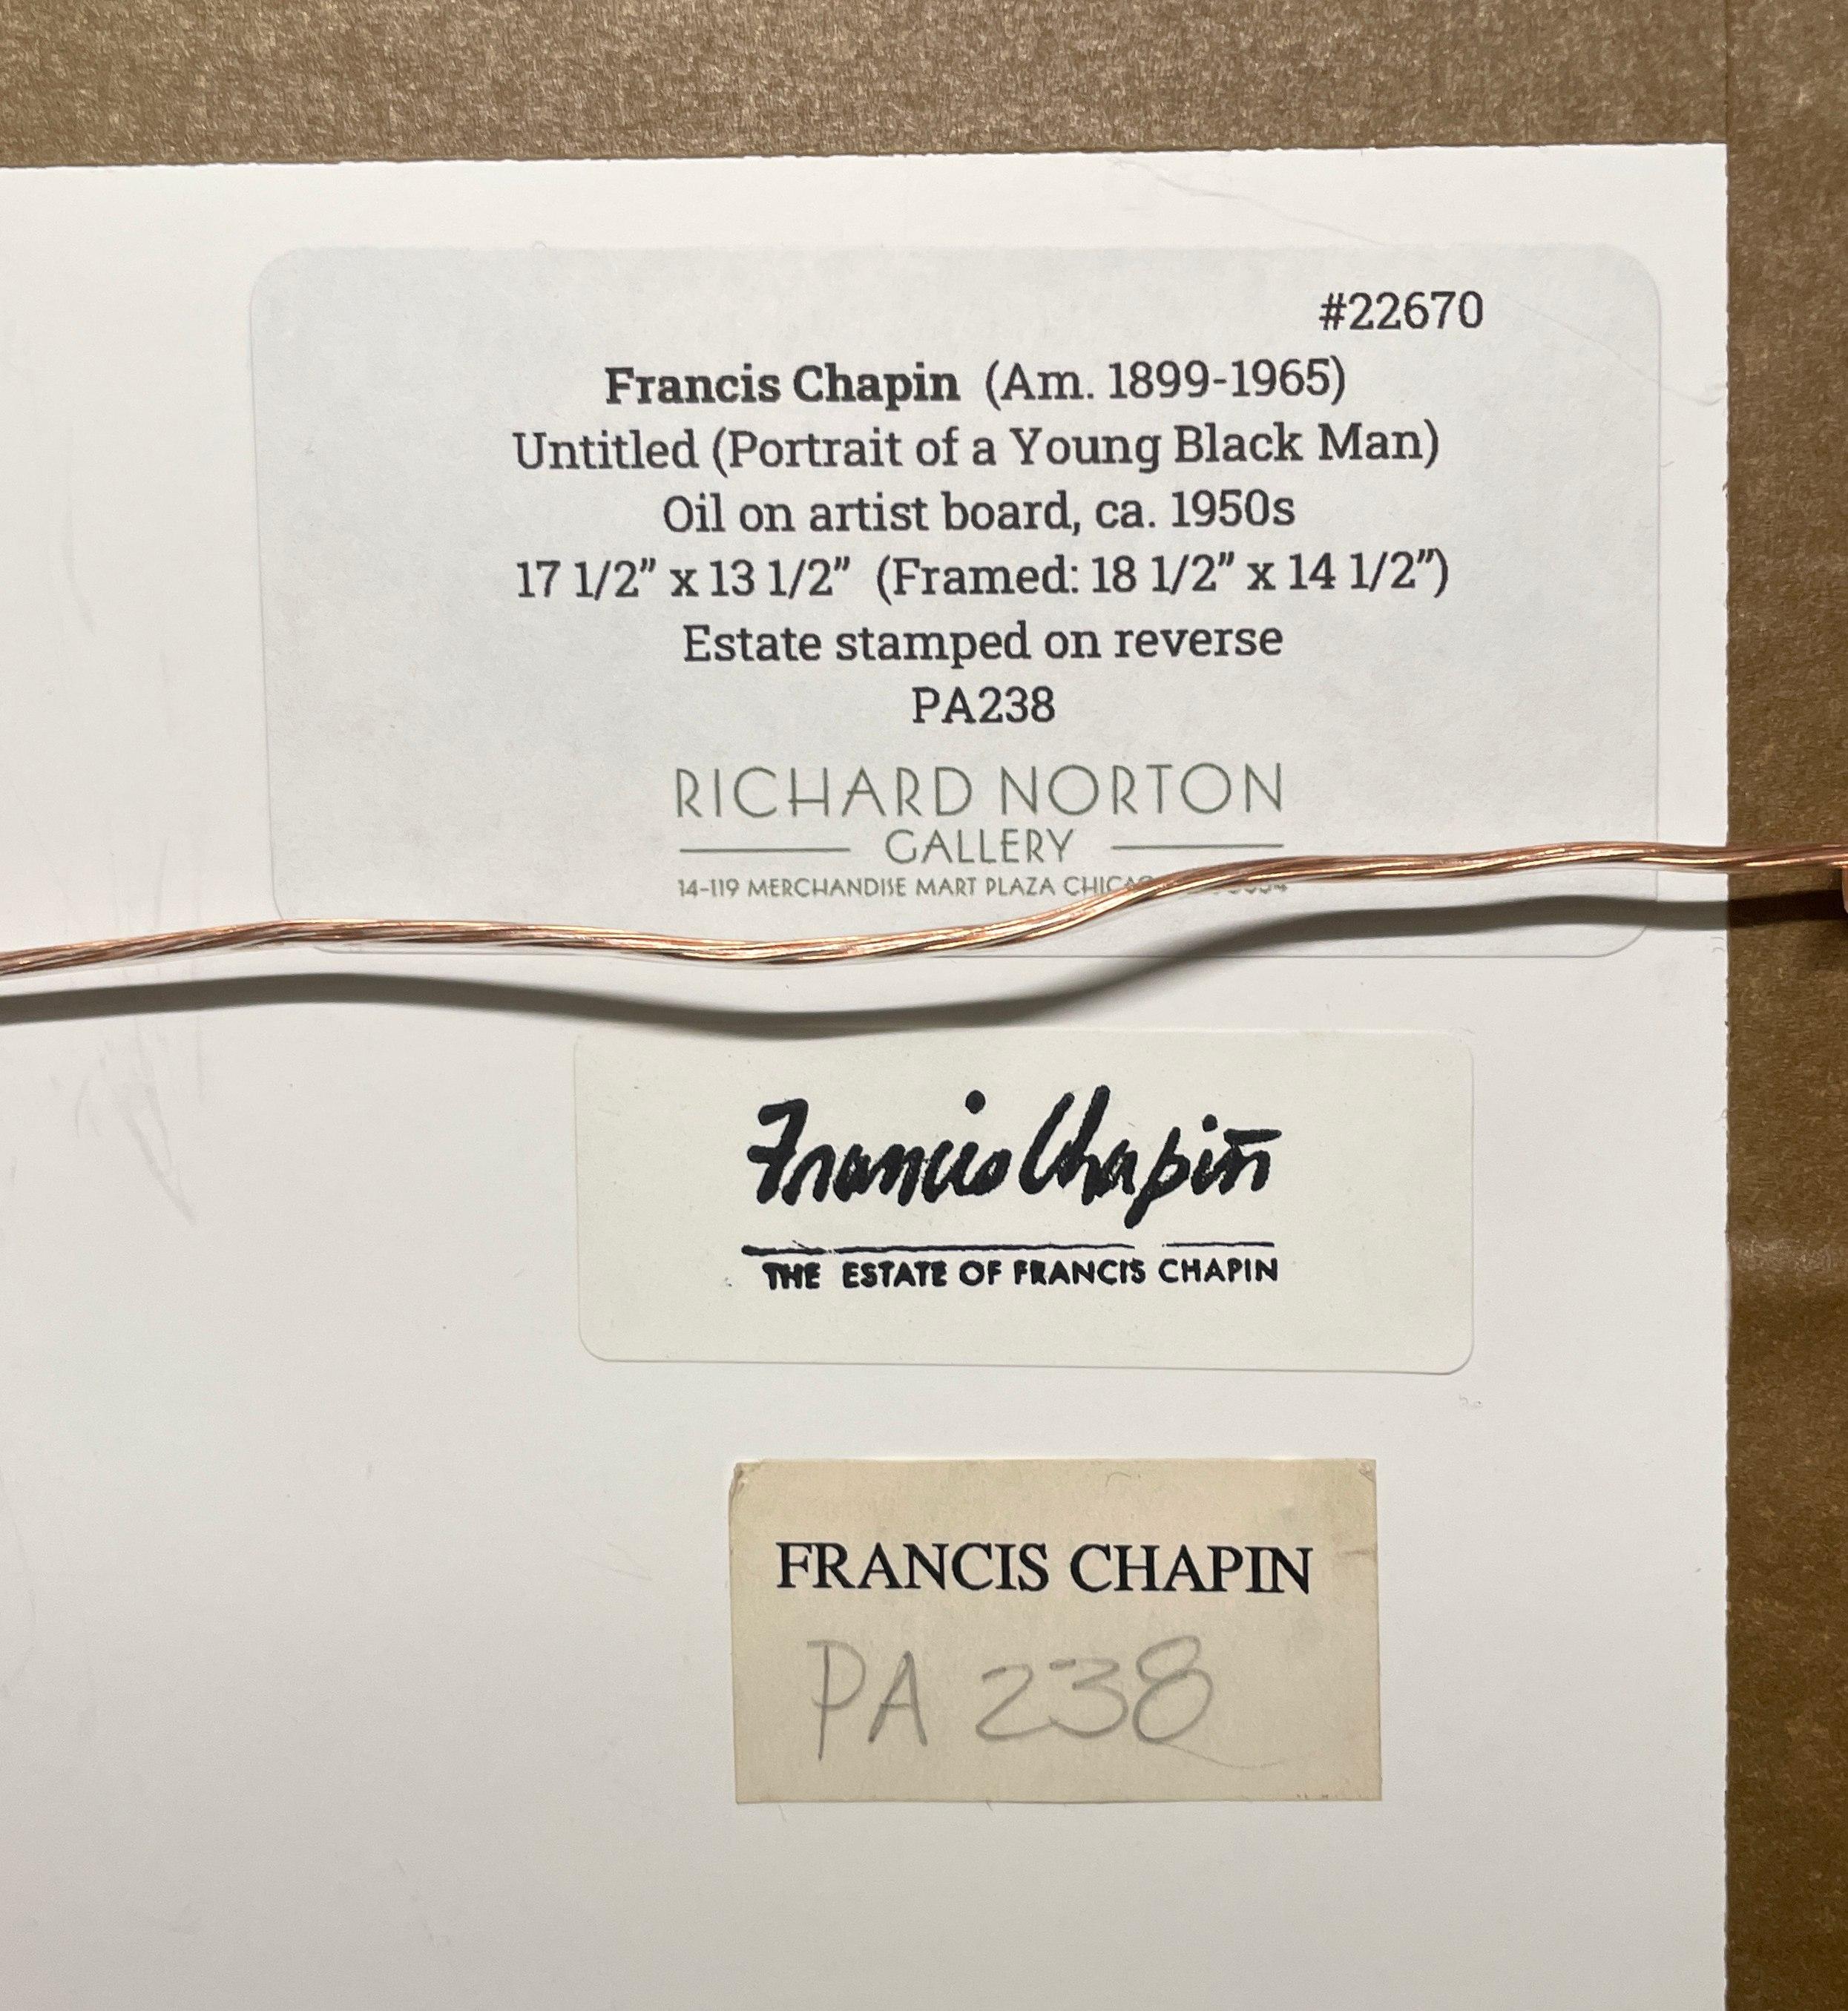 #22670
Francis Chapin (Am. 1899-1965)
Untitled (Portrait of a Young Black Man)
Oil on artist board, ca. 1950s
17 1/2” x 13 1/2” (Framed: 18 1/2” x 14 1/2”)
Estate stamped on reverse
PA238
RICHARD NORTON
GALLERY
14-119 MERCHANDISE MART PLAZA
Francis Chapin
THE ESTATE OF FRANCIS CHAPIN
FRANCIS CHAPIN
PA 238